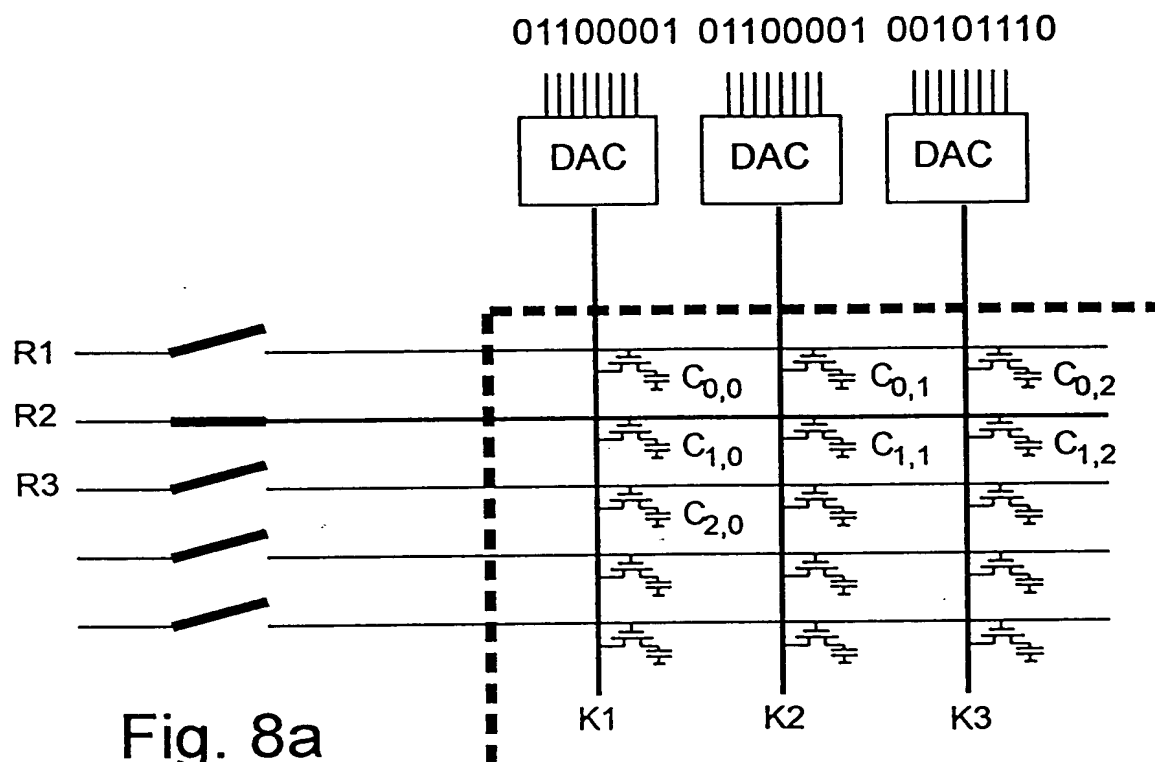 01100001 01100001 00101110
DAC DAC DAC
R1
C0,0 C0,1 C0,2
R2
C1,0 C1,1 C1,2
R3
C2,0
K1 K2 K3
Fig. 8a